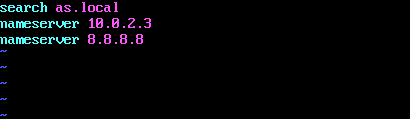 search as.local
nameserver 10.0.2.3
nameserver 8.8.8.8
~
~
~
~
~